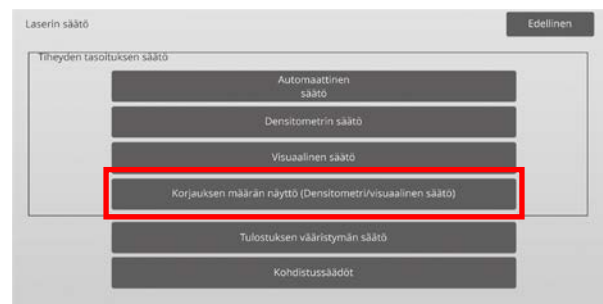 Laserin säätö
Edellinen
Tiheyden tasoituksen säätö
Automaattinen
säätö
Densitometrin säätö
Visuaalinen säätö
Korjauksen määrän näyttö (Densitometri/visuaalinen säätö)
Tulostuksen vääristymän säätö
Kohdistussäädöt